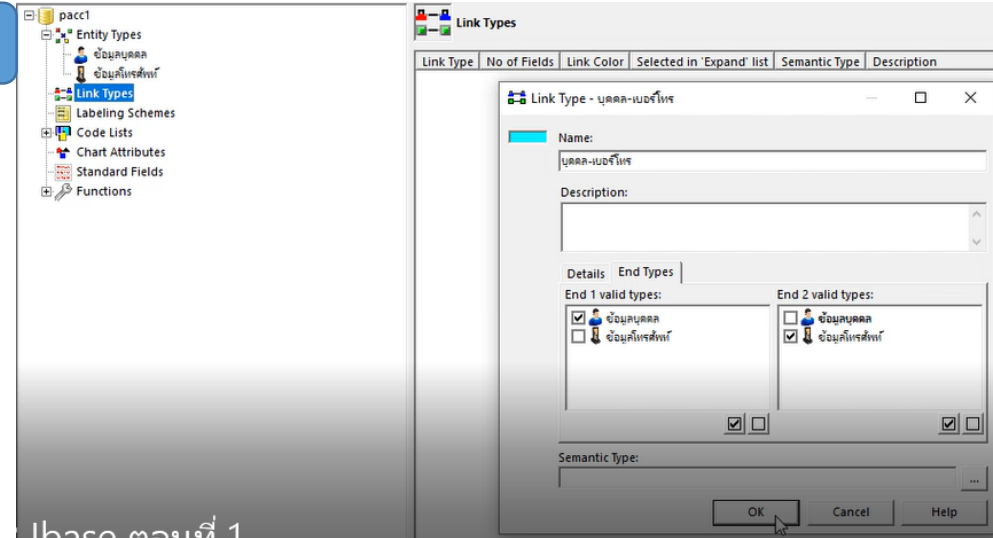 pacc1
Entity Types
ข้อมูลบุคคล
ข้อมูลโทรศัพท์
Link Types
Labeling Schemes
Code Lists
Chart Attributes
Standard Fields
Functions
Link Types
Link Type No of Fields Link Color Selected in 'Expand' list Semantic Type Description
Link Type - บุคคล-เบอร์โทร
Name:
บุคคล-เบอร์โทร
Description:
Details End Types
End 1 valid types: End 2 valid types:
ข้อมูลบุคคล ข้อมูลบุคคล
ข้อมูลโทรศัพท์ ข้อมูลโทรศัพท์
Semantic Type:
...
OK Cancel Help
Ibase ตอนที่ 1